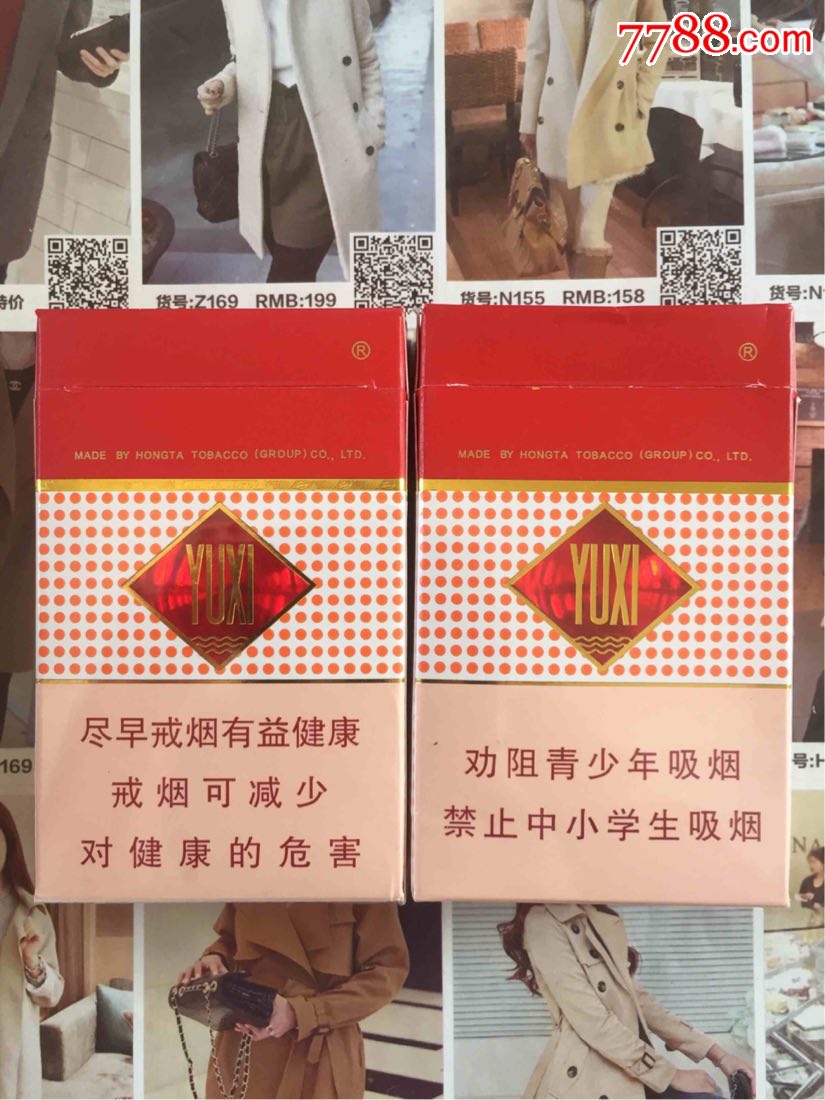 7788.com
特价
货号:Z169 RMB:199
货号:N155 RMB:158
货号:N
®
MADE BY HONGTA TOBACCO (GROUP) CO., LTD.
YUXI
尽早戒烟有益健康
戒烟可减少
对健康的危害
®
MADE BY HONGTA TOBACCO (GROUP) CO., LTD.
YUXI
劝阻青少年吸烟
禁止中小学生吸烟
169
号:H
NA